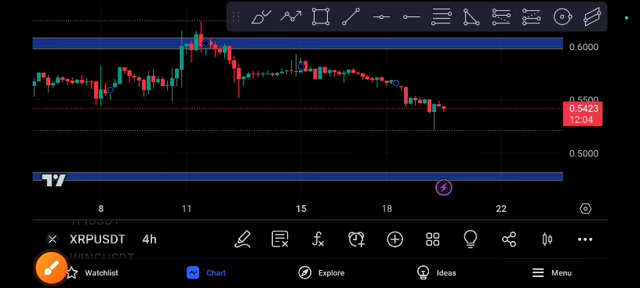 0.6000
0.5500
0.5423
12:04
0.5000
8 11 15 18 22
XRPUSDT 4h
WINGUSDT
Watchlist Chart Explore Ideas Menu